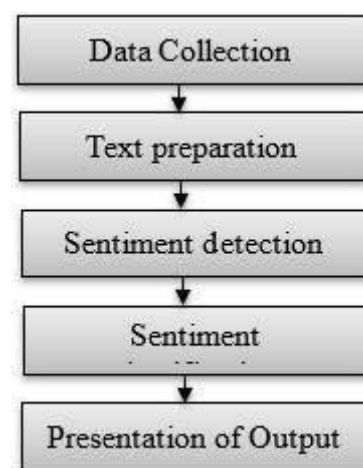 Data Collection
Text preparation
Sentiment detection
Sentiment
Presentation of Output